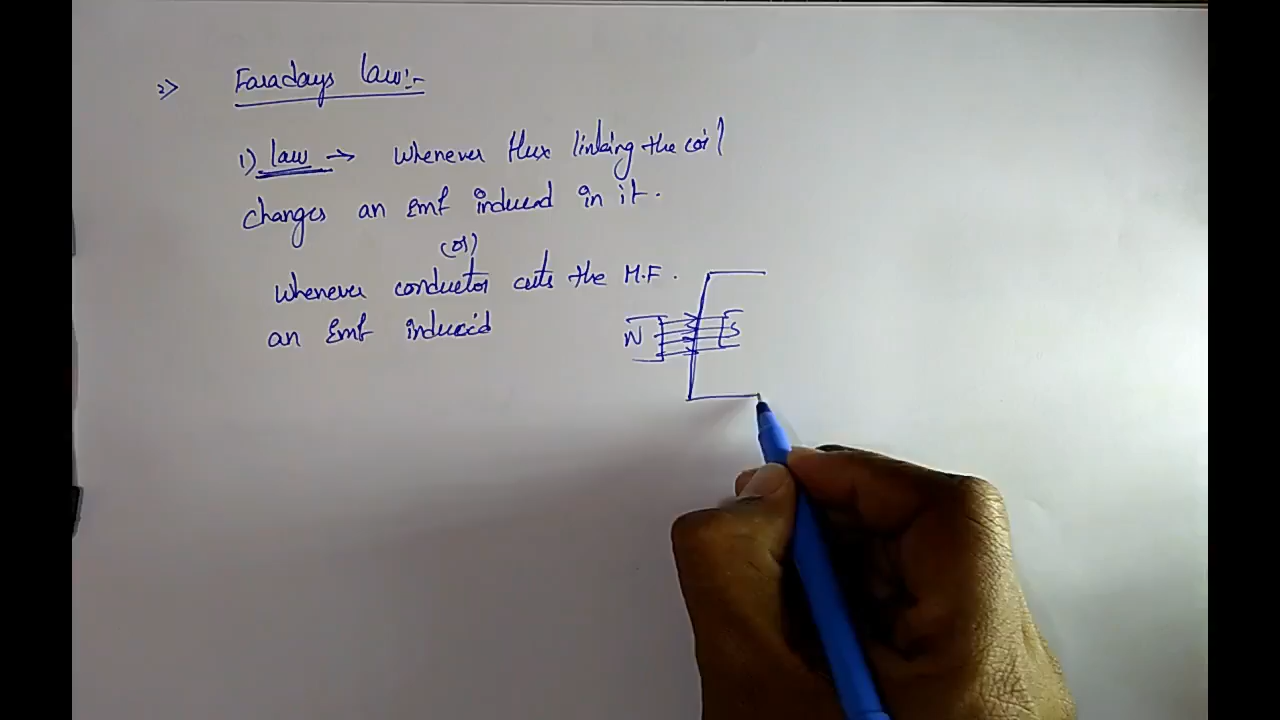 2> Faradays law:-
1) law → Whenever flux linking the coil
changes an Emf induced in it.
(or)
Whenever conductor cuts the M.F.
an Emf induced
N S